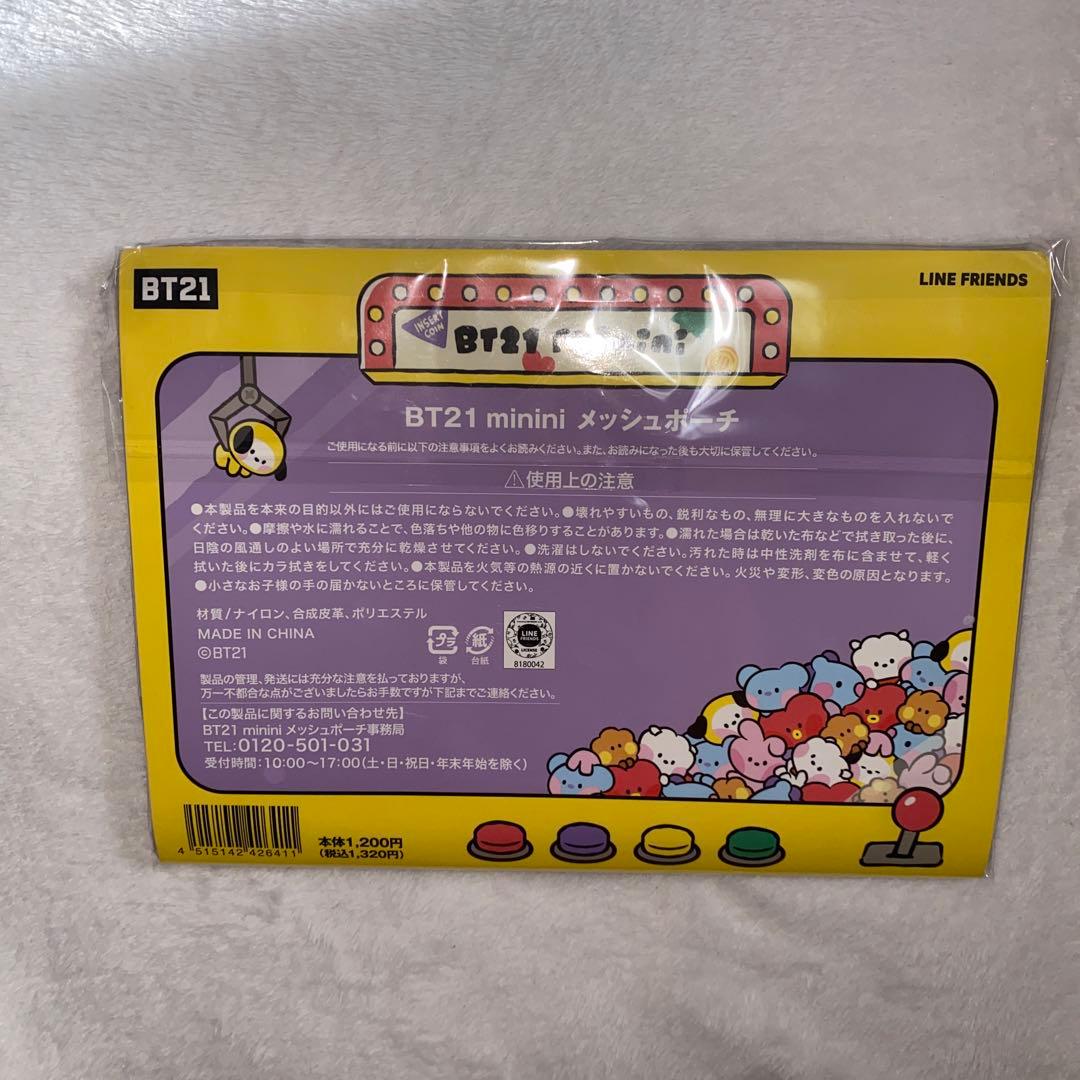 BT21
LINE FRIENDS
INSERT COIN
BT21 minini
BT21 minini メッシュポーチ
ご使用になる前に以下の注意事項をよくお読みください。また、お読みになった後も大切に保管してください。
⚠使用上の注意
●本製品を本来の目的以外にはご使用にならないでください。●壊れやすいもの、鋭利なもの、無理に大きなものを入れないで
ください。●摩擦や水に濡れることで、色落ちや他の物に色移りすることがあります。●濡れた場合は乾いた布などで拭き取った後に、
日陰の風通しのよい場所で充分に乾燥させてください。●洗濯はしないでください。汚れた時は中性洗剤を布に含ませて、軽く
拭いた後にカラ拭きをしてください。●本製品を火気等の熱源の近くに置かないでください。火災や変形、変色の原因となります。
●小さなお子様の手の届かないところに保管してください。
材質/ナイロン、合成皮革、ポリエステル
MADE IN CHINA
©BT21
プラ
袋
紙
台紙
LINE
FRIENDS
LICENSE
8180042
製品の管理、発送には充分な注意を払っておりますが、
万一不都合な点がございましたらお手数ですが下記までご連絡ください。
【この製品に関するお問い合わせ先】
BT21 minini メッシュポーチ事務局
TEL:0120-501-031
受付時間:10:00～17:00(土・日・祝日・年末年始を除く)
4 515142 426411
本体1,200円
(税込1,320円)